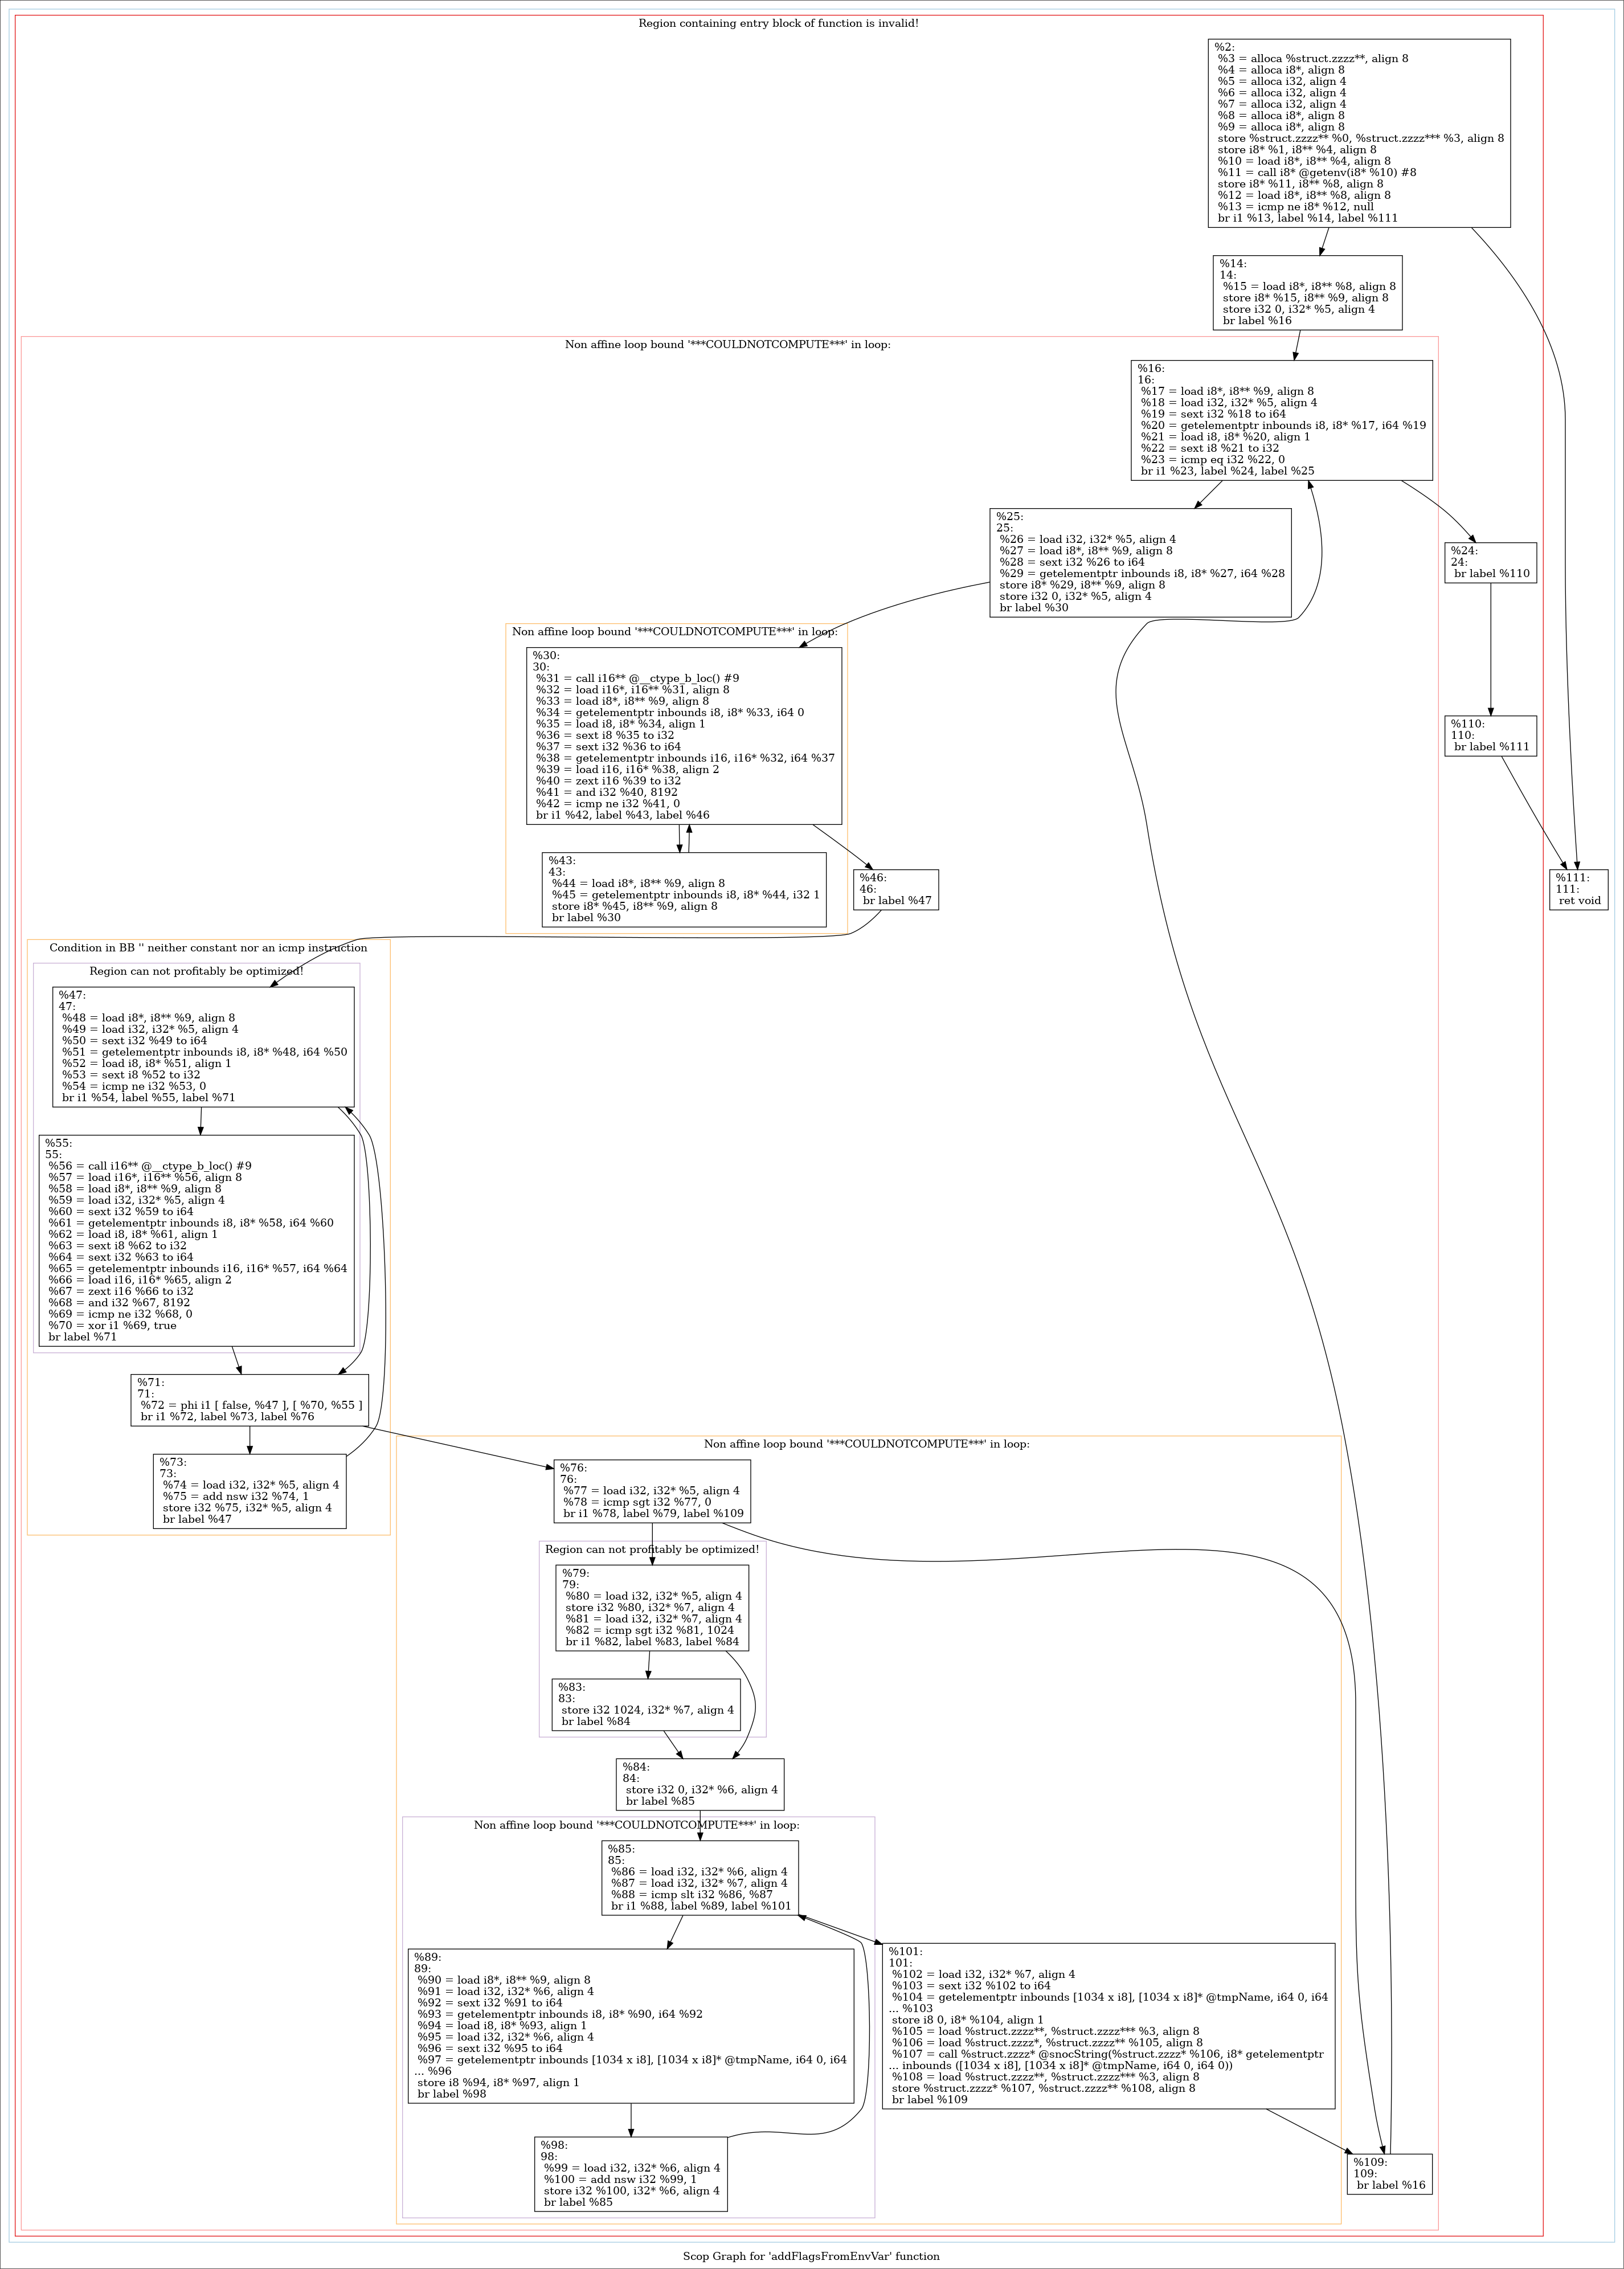 Region containing entry block of function is invalid!
%2:
%3 = alloca %struct.zzzz**, align 8
%4 = alloca i8*, align 8
%5 = alloca i32, align 4
%6 = alloca i32, align 4
%7 = alloca i32, align 4
%8 = alloca i8*, align 8
%9 = alloca i8*, align 8
store %struct.zzzz** %0, %struct.zzzz*** %3, align 8
store i8* %1, i8** %4, align 8
%10 = load i8*, i8** %4, align 8
%11 = call i8* @getenv(i8* %10) #8
store i8* %11, i8** %8, align 8
%12 = load i8*, i8** %8, align 8
%13 = icmp ne i8* %12, null
br i1 %13, label %14, label %111
%14:
14:
%15 = load i8*, i8** %8, align 8
store i8* %15, i8** %9, align 8
store i32 0, i32* %5, align 4
br label %16
Non affine loop bound '***COULDNOTCOMPUTE***' in loop:
%16:
16:
%17 = load i8*, i8** %9, align 8
%18 = load i32, i32* %5, align 4
%19 = sext i32 %18 to i64
%20 = getelementptr inbounds i8, i8* %17, i64 %19
%21 = load i8, i8* %20, align 1
%22 = sext i8 %21 to i32
%23 = icmp eq i32 %22, 0
br i1 %23, label %24, label %25
%25:
25:
%26 = load i32, i32* %5, align 4
%27 = load i8*, i8** %9, align 8
%28 = sext i32 %26 to i64
%29 = getelementptr inbounds i8, i8* %27, i64 %28
store i8* %29, i8** %9, align 8
store i32 0, i32* %5, align 4
br label %30
%24:
24:
br label %110
Non affine loop bound '***COULDNOTCOMPUTE***' in loop:
%30:
30:
%31 = call i16** @__ctype_b_loc() #9
%32 = load i16*, i16** %31, align 8
%33 = load i8*, i8** %9, align 8
%34 = getelementptr inbounds i8, i8* %33, i64 0
%35 = load i8, i8* %34, align 1
%36 = sext i8 %35 to i32
%37 = sext i32 %36 to i64
%38 = getelementptr inbounds i16, i16* %32, i64 %37
%39 = load i16, i16* %38, align 2
%40 = zext i16 %39 to i32
%41 = and i32 %40, 8192
%42 = icmp ne i32 %41, 0
br i1 %42, label %43, label %46
%110:
110:
br label %111
%43:
43:
%44 = load i8*, i8** %9, align 8
%45 = getelementptr inbounds i8, i8* %44, i32 1
store i8* %45, i8** %9, align 8
br label %30
%46:
46:
br label %47
%111:
111:
ret void
Condition in BB '' neither constant nor an icmp instruction
Region can not profitably be optimized!
%47:
47:
%48 = load i8*, i8** %9, align 8
%49 = load i32, i32* %5, align 4
%50 = sext i32 %49 to i64
%51 = getelementptr inbounds i8, i8* %48, i64 %50
%52 = load i8, i8* %51, align 1
%53 = sext i8 %52 to i32
%54 = icmp ne i32 %53, 0
br i1 %54, label %55, label %71
%55:
55:
%56 = call i16** @__ctype_b_loc() #9
%57 = load i16*, i16** %56, align 8
%58 = load i8*, i8** %9, align 8
%59 = load i32, i32* %5, align 4
%60 = sext i32 %59 to i64
%61 = getelementptr inbounds i8, i8* %58, i64 %60
%62 = load i8, i8* %61, align 1
%63 = sext i8 %62 to i32
%64 = sext i32 %63 to i64
%65 = getelementptr inbounds i16, i16* %57, i64 %64
%66 = load i16, i16* %65, align 2
%67 = zext i16 %66 to i32
%68 = and i32 %67, 8192
%69 = icmp ne i32 %68, 0
%70 = xor i1 %69, true
br label %71
%71:
71:
%72 = phi i1 [ false, %47 ], [ %70, %55 ]
br i1 %72, label %73, label %76
%73:
73:
%74 = load i32, i32* %5, align 4
%75 = add nsw i32 %74, 1
store i32 %75, i32* %5, align 4
br label %47
Non affine loop bound '***COULDNOTCOMPUTE***' in loop:
%76:
76:
%77 = load i32, i32* %5, align 4
%78 = icmp sgt i32 %77, 0
br i1 %78, label %79, label %109
Region can not profitably be optimized!
%79:
79:
%80 = load i32, i32* %5, align 4
store i32 %80, i32* %7, align 4
%81 = load i32, i32* %7, align 4
%82 = icmp sgt i32 %81, 1024
br i1 %82, label %83, label %84
%83:
83:
store i32 1024, i32* %7, align 4
br label %84
%84:
84:
store i32 0, i32* %6, align 4
br label %85
Non affine loop bound '***COULDNOTCOMPUTE***' in loop:
%85:
85:
%86 = load i32, i32* %6, align 4
%87 = load i32, i32* %7, align 4
%88 = icmp slt i32 %86, %87
br i1 %88, label %89, label %101
%89:
89:
%90 = load i8*, i8** %9, align 8
%91 = load i32, i32* %6, align 4
%92 = sext i32 %91 to i64
%93 = getelementptr inbounds i8, i8* %90, i64 %92
%94 = load i8, i8* %93, align 1
%95 = load i32, i32* %6, align 4
%96 = sext i32 %95 to i64
%97 = getelementptr inbounds [1034 x i8], [1034 x i8]* @tmpName, i64 0, i64
... %96
store i8 %94, i8* %97, align 1
br label %98
%101:
101:
%102 = load i32, i32* %7, align 4
%103 = sext i32 %102 to i64
%104 = getelementptr inbounds [1034 x i8], [1034 x i8]* @tmpName, i64 0, i64
... %103
store i8 0, i8* %104, align 1
%105 = load %struct.zzzz**, %struct.zzzz*** %3, align 8
%106 = load %struct.zzzz*, %struct.zzzz** %105, align 8
%107 = call %struct.zzzz* @snocString(%struct.zzzz* %106, i8* getelementptr
... inbounds ([1034 x i8], [1034 x i8]* @tmpName, i64 0, i64 0))
%108 = load %struct.zzzz**, %struct.zzzz*** %3, align 8
store %struct.zzzz* %107, %struct.zzzz** %108, align 8
br label %109
%98:
98:
%99 = load i32, i32* %6, align 4
%100 = add nsw i32 %99, 1
store i32 %100, i32* %6, align 4
br label %85
%109:
109:
br label %16
Scop Graph for 'addFlagsFromEnvVar' function